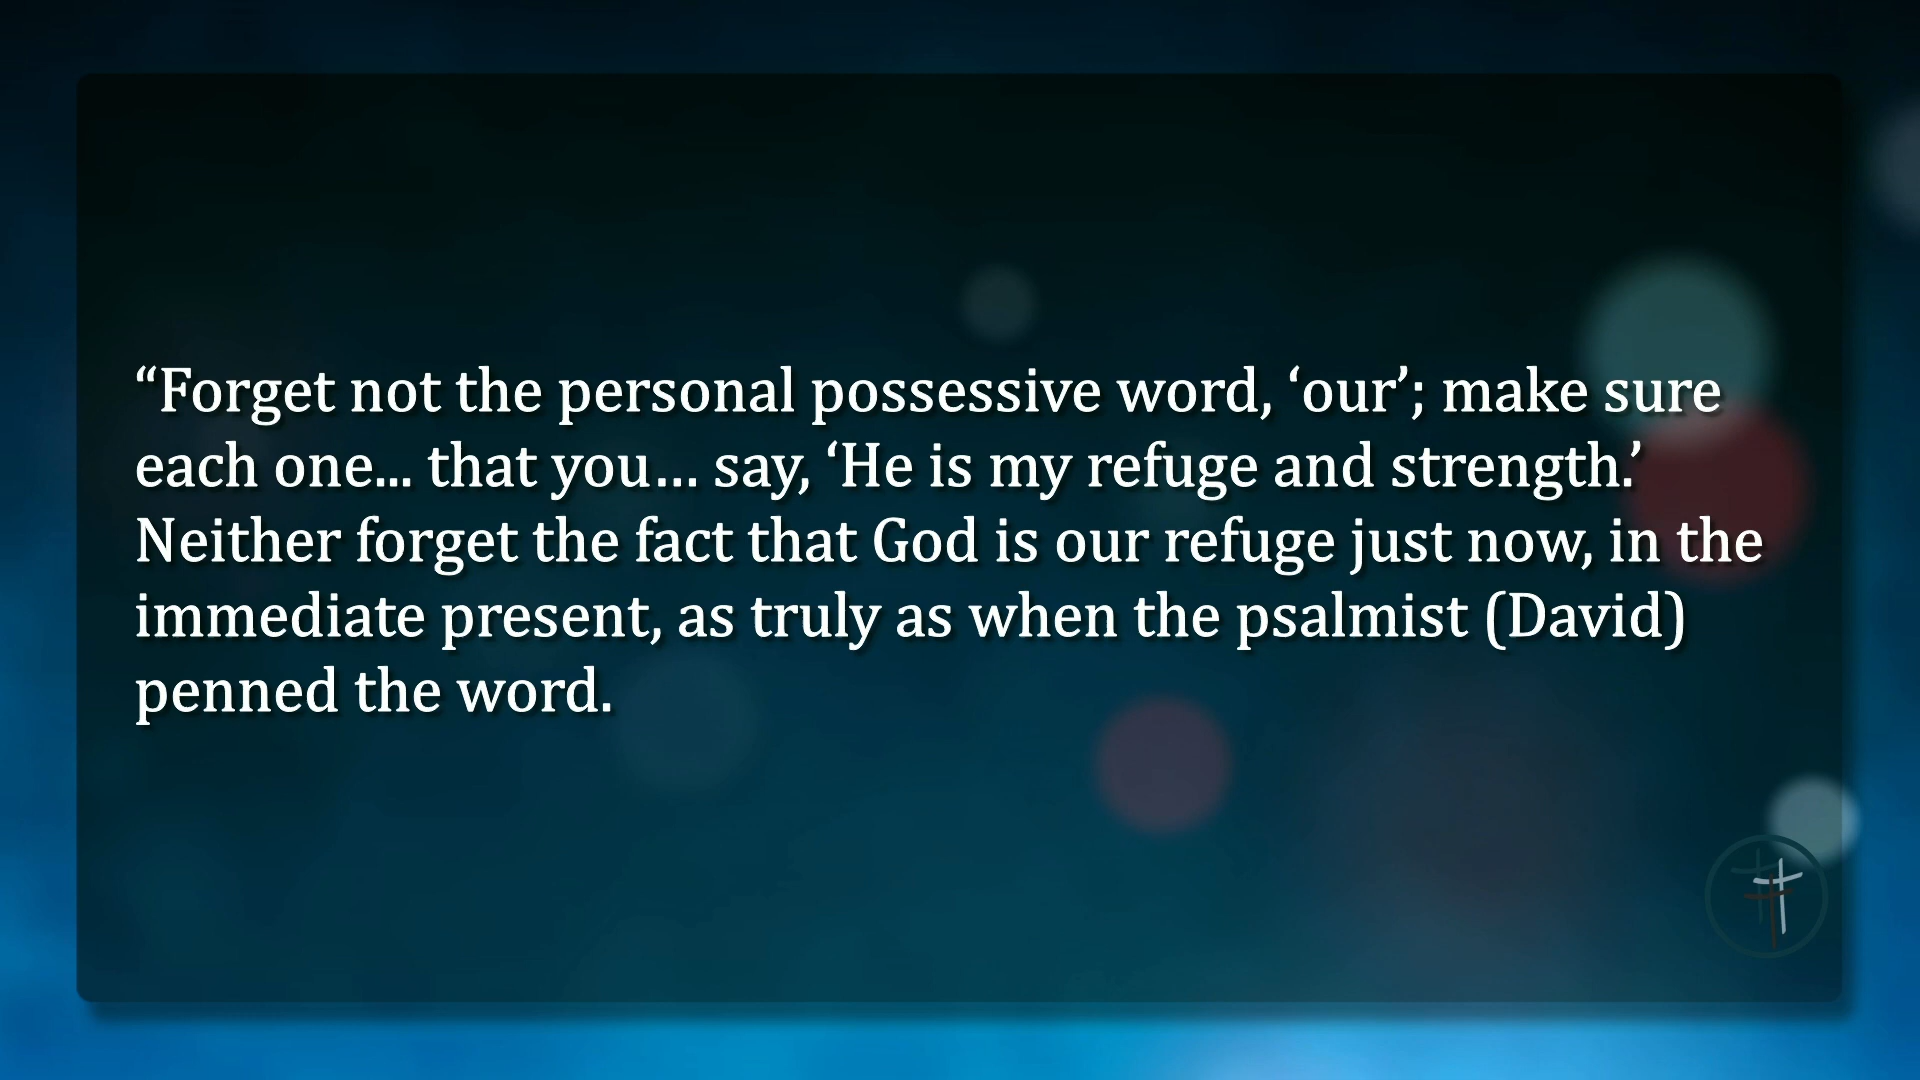 “Forget not the personal possessive word, ‘our’; make sure
each one... that you… say, ‘He is my refuge and strength.’
Neither forget the fact that God is our refuge just now, in the
immediate present, as truly as when the psalmist (David)
penned the word.